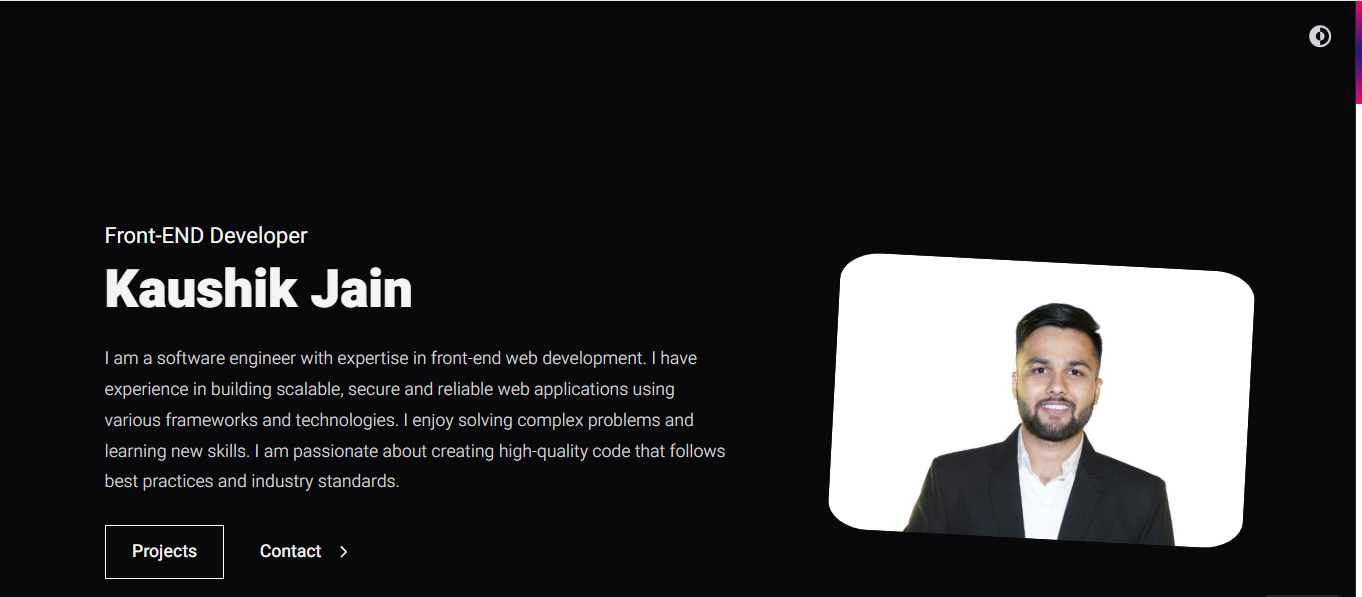 Front-END Developer
Kaushik Jain
I am a software engineer with expertise in front-end web development. I have
experience in building scalable, secure and reliable web applications using
various frameworks and technologies. I enjoy solving complex problems and
learning new skills. I am passionate about creating high-quality code that follows
best practices and industry standards.
Projects
Contact